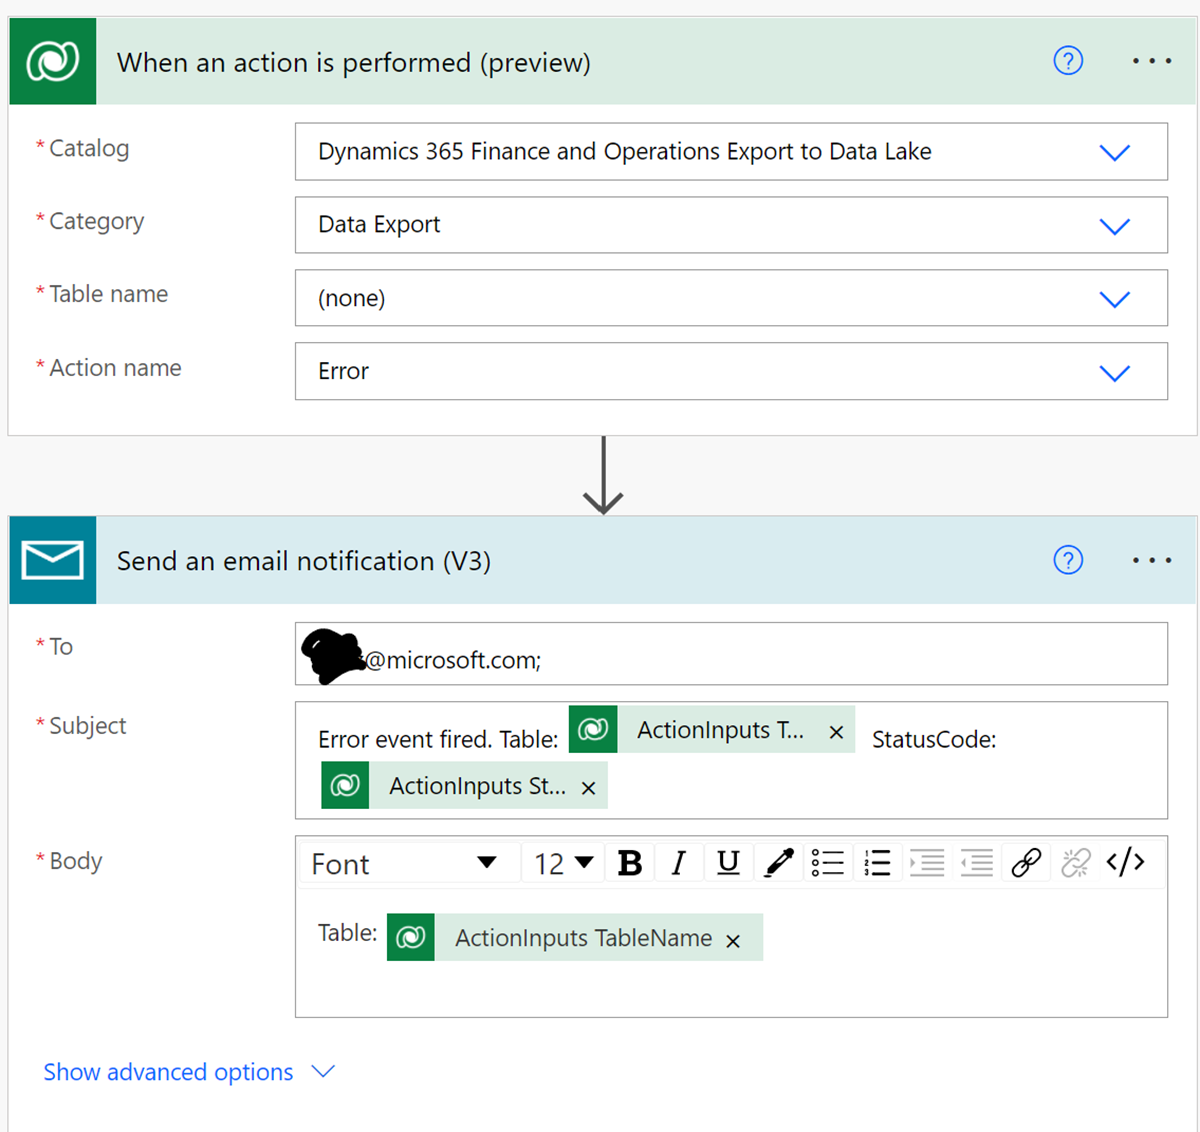 When an action is performed (preview)
* Catalog
Dynamics 365 Finance and Operations Export to Data Lake
* Category
Data Export
* Table name
(none)
* Action name
Error
Send an email notification (V3)
* To
@microsoft.com;
* Subject
Error event fired. Table: ActionInputs T... × StatusCode:
ActionInputs St... ×
* Body
Font 12 B I U </>
Table: ActionInputs TableName ×
Show advanced options